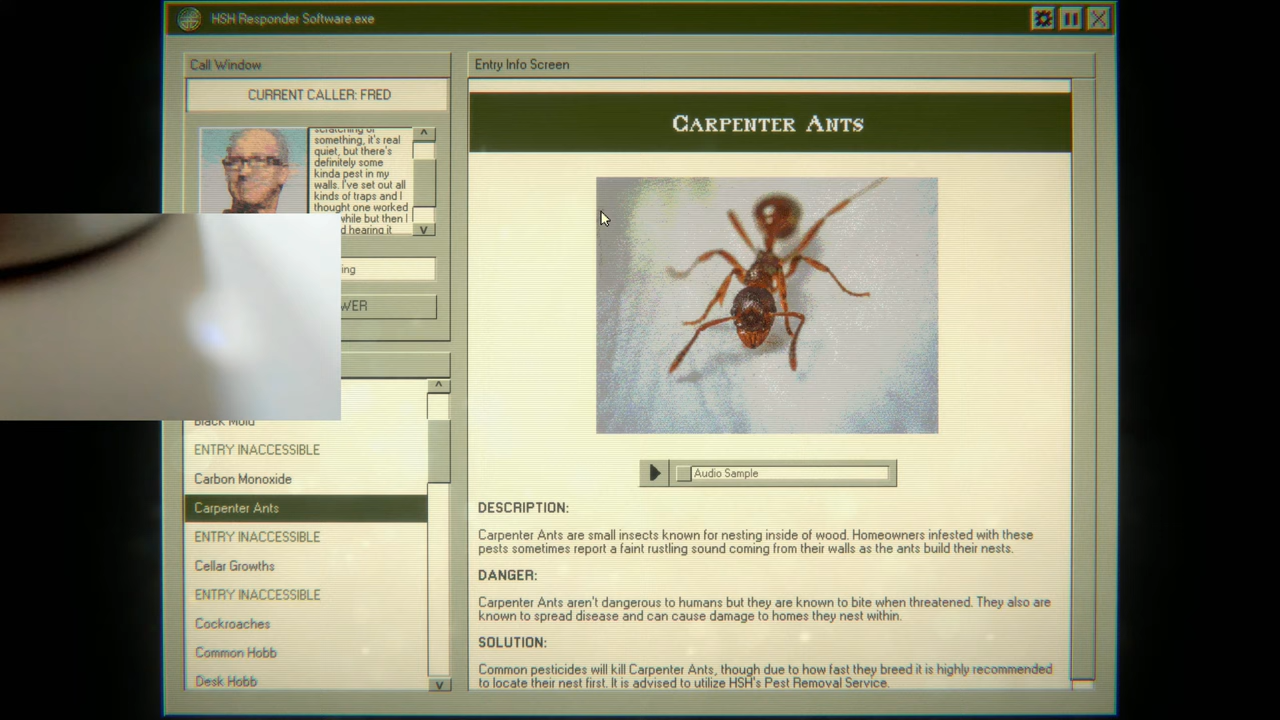 HSH Responder Software.exe
Call Window
CURRENT CALLER: FRED
something, it's real
quiet, but there's
definitely some
kinda pest in my
walls. I've set out all
kinds of traps and I
thought one worked
while but then I
hearing it
Entry Info Screen
CARPENTER ANTS
Audio Sample
DESCRIPTION:
Carpenter Ants are small insects known for nesting inside of wood. Homeowners infested with these
pests sometimes report a faint rustling sound coming from their walls as the ants build their nests.
DANGER:
Carpenter Ants aren't dangerous to humans but they are known to bite when threatened. They also are
known to spread disease and can cause damage to homes they nest within.
SOLUTION:
Common pesticides will kill Carpenter Ants, though due to how fast they breed it is highly recommended
to locate their nest first. It is advised to utilize HSH's Pest Removal Service.
Black Mold
ENTRY INACCESSIBLE
Carbon Monoxide
Carpenter Ants
ENTRY INACCESSIBLE
Cellar Growths
ENTRY INACCESSIBLE
Cockroaches
Common Hobb
Desk Hobb